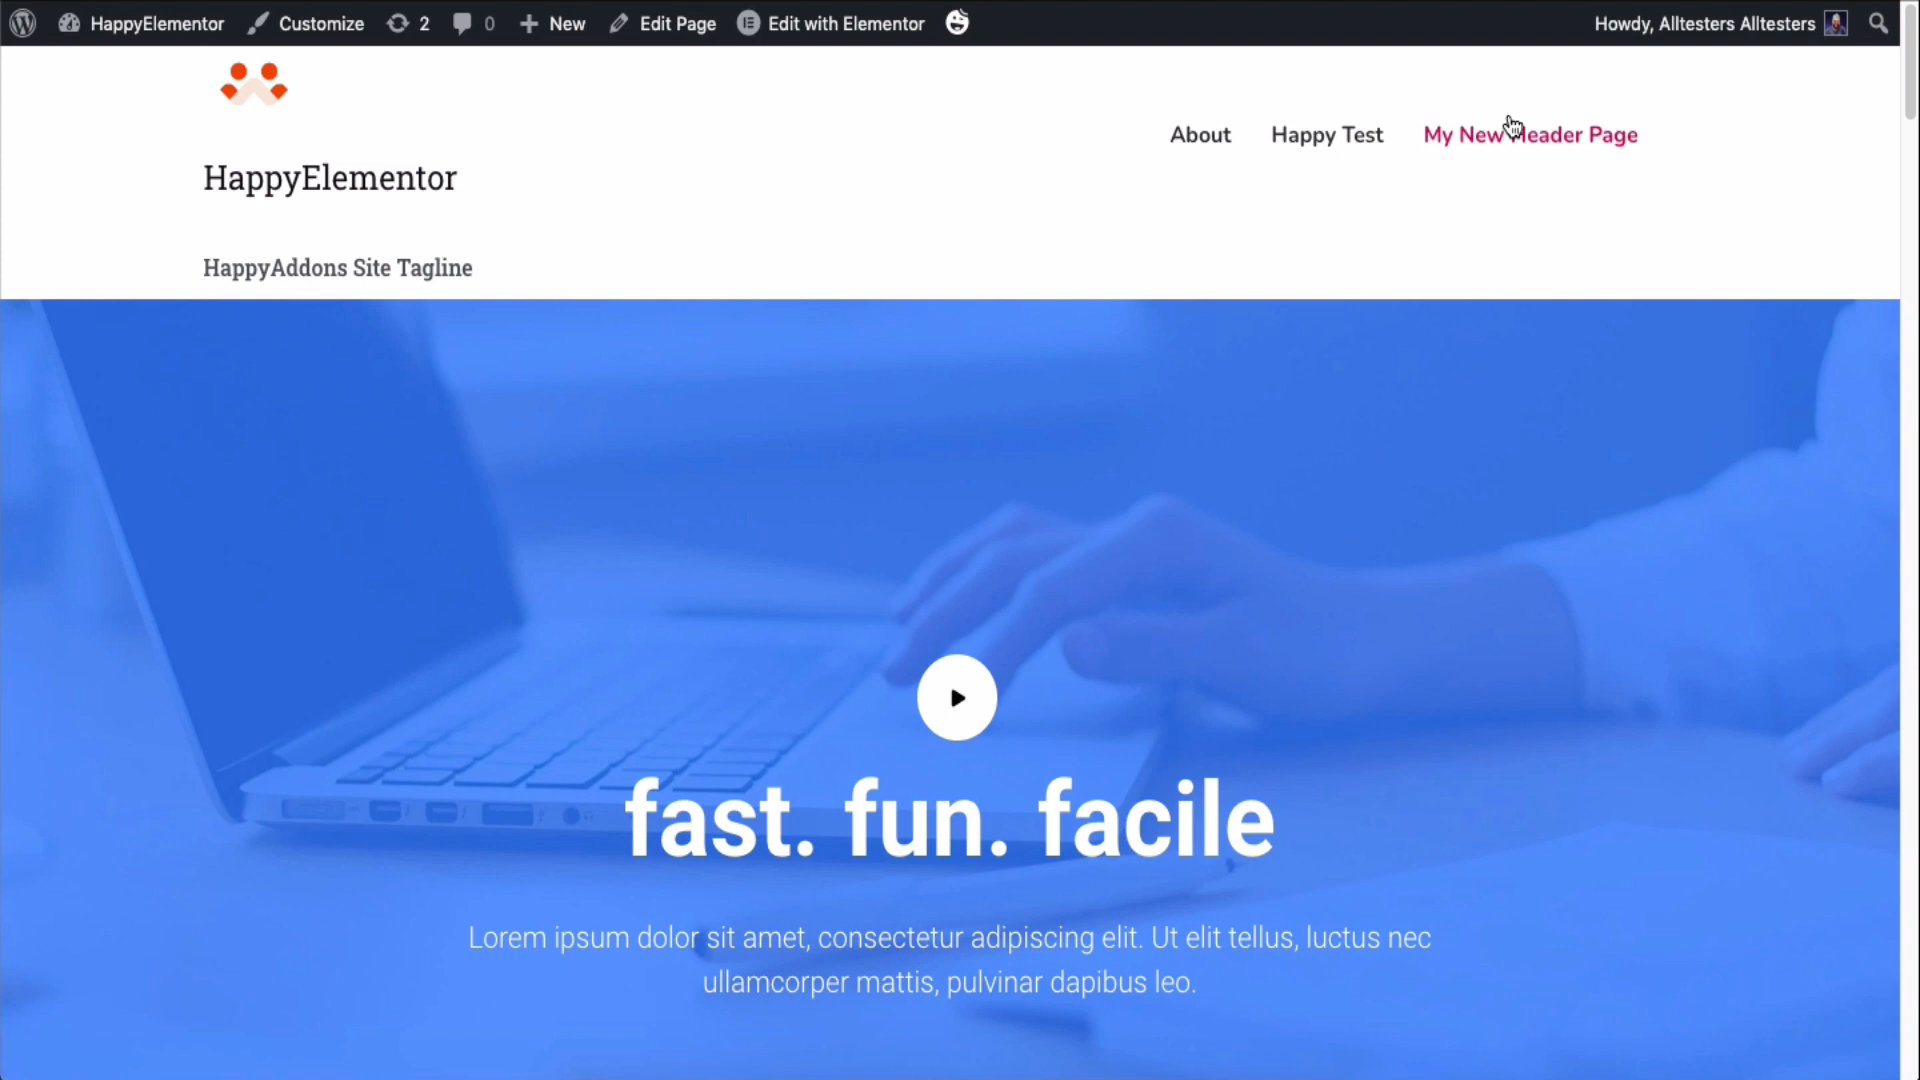 HappyElementor Customize 2 0 New Edit Page Edit with Elementor Howdy, Alltesters Alltesters
About Happy Test My New Header Page
HappyElementor
HappyAddons Site Tagline
fast. fun. facile
Lorem ipsum dolor sit amet, consectetur adipiscing elit. Ut elit tellus, luctus nec
ullamcorper mattis, pulvinar dapibus leo.